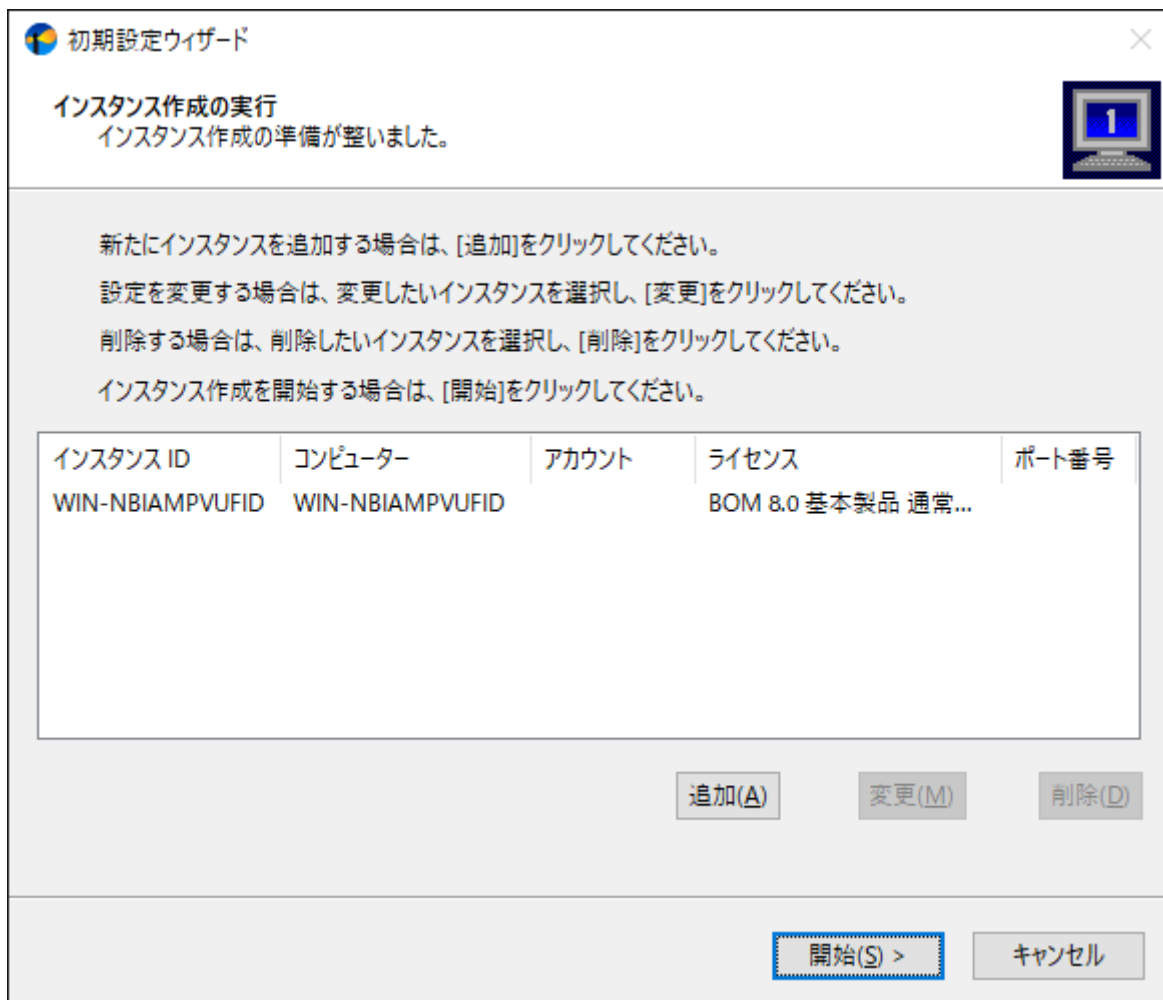 初期設定ウィザード
インスタンス作成の実行
インスタンス作成の準備が整いました。
1
新たにインスタンスを追加する場合は、[追加]をクリックしてください。
設定を変更する場合は、変更したいインスタンスを選択し、[変更]をクリックしてください。
削除する場合は、削除したいインスタンスを選択し、[削除]をクリックしてください。
インスタンス作成を開始する場合は、[開始]をクリックしてください。
インスタンス ID コンピューター アカウント ライセンス ポート番号
WIN-NBIAMPVUFID WIN-NBIAMPVUFID BOM 8.0 基本製品 通常...
追加(A) 変更(M) 削除(D)
開始(S) > キャンセル